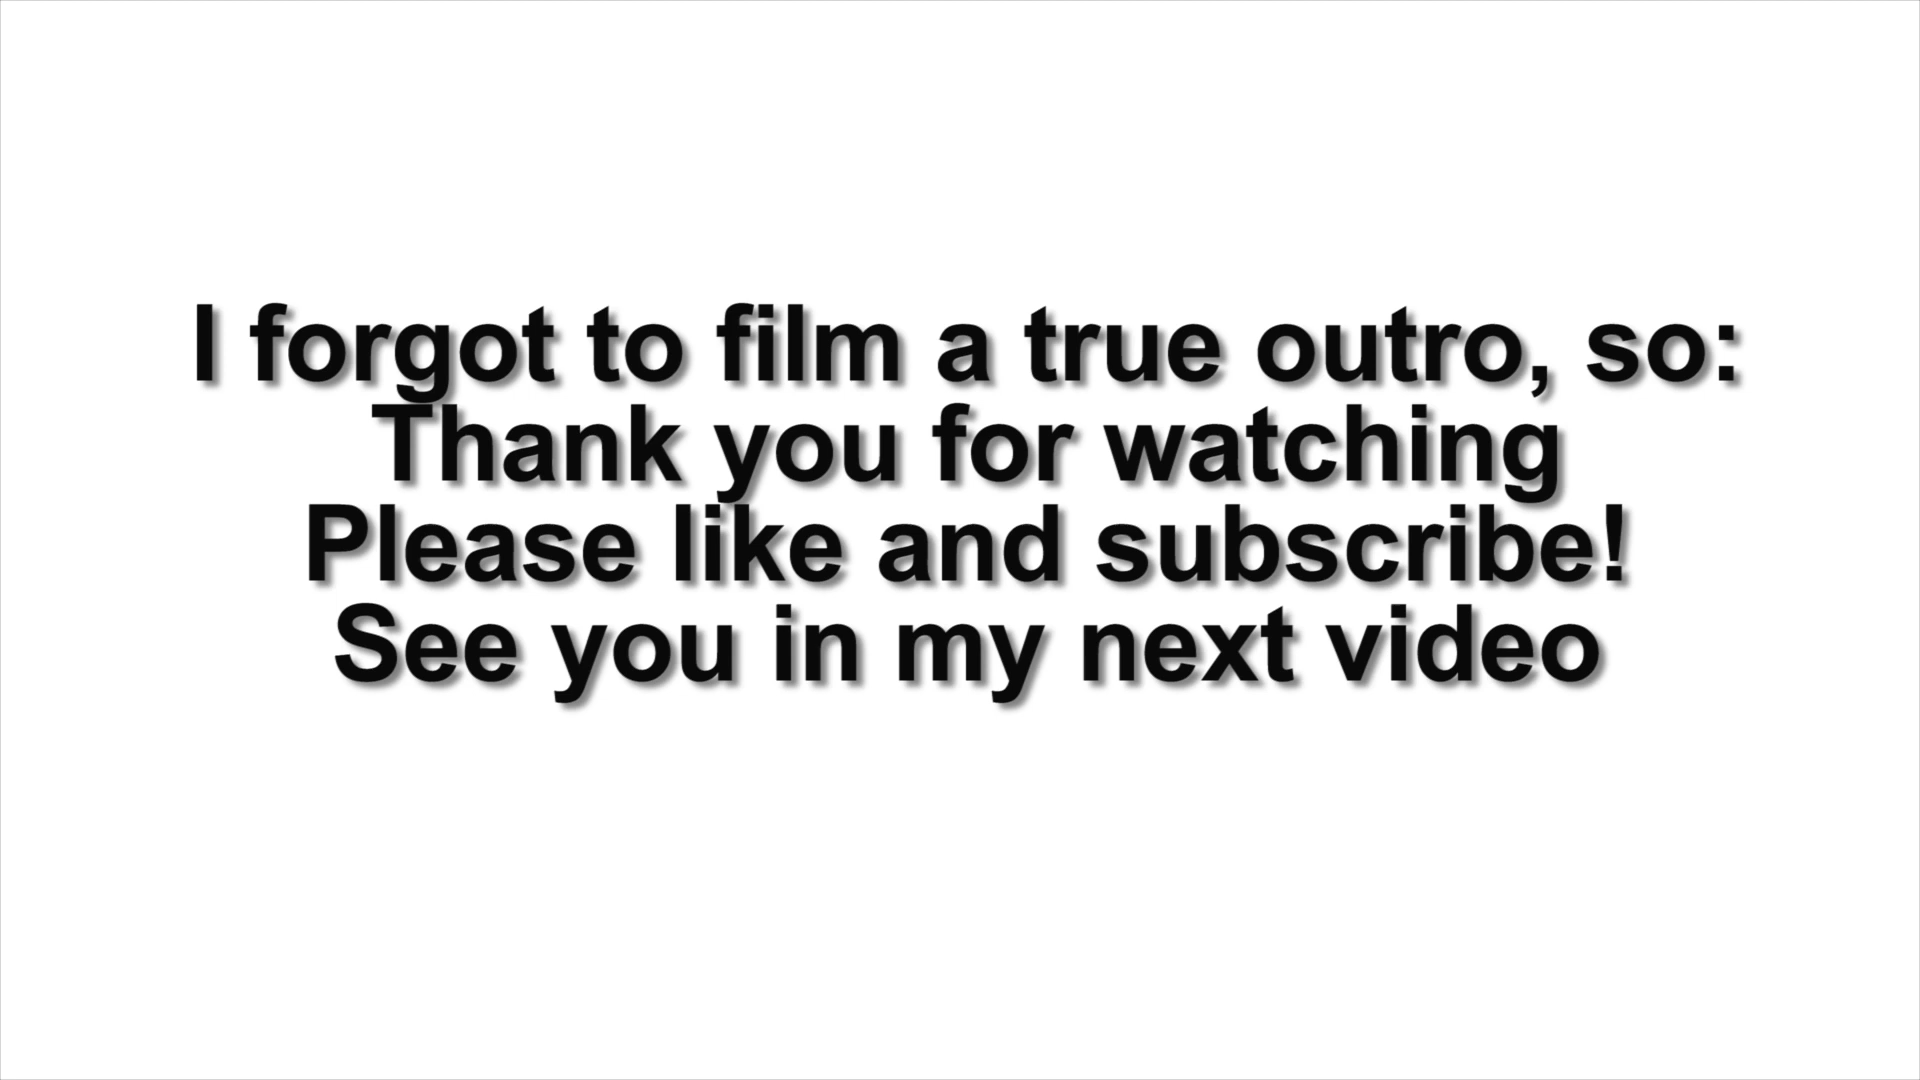 I forgot to film a true outro, so:
Thank you for watching
Please like and subscribe!
See you in my next video